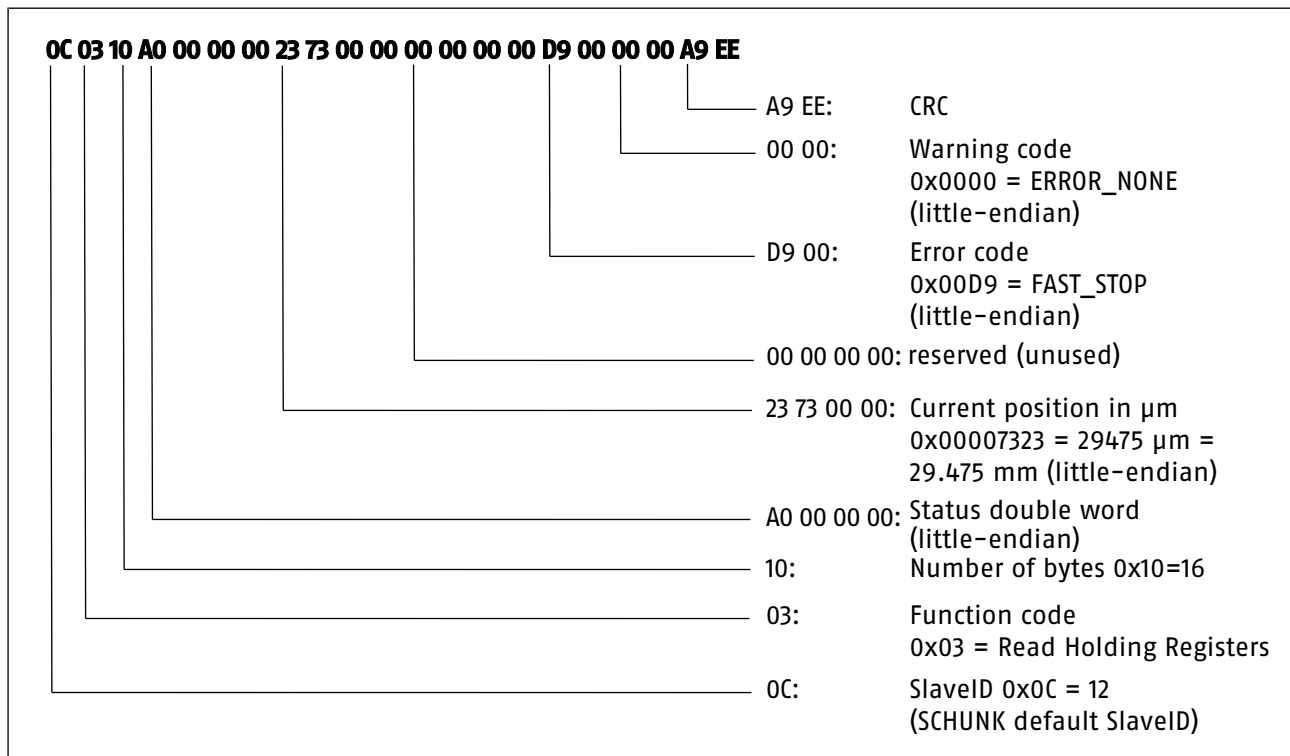 0C 03 10 A0 00 00 00 23 73 00 00 00 00 00 00 D9 00 00 00 A9 EE
A9 EE: CRC
00 00: Warning code
0x0000 = ERROR_NONE
(little-endian)
D9 00: Error code
0x00D9 = FAST_STOP
(little-endian)
00 00 00 00: reserved (unused)
23 73 00 00: Current position in µm
0x00007323 = 29475 µm =
29.475 mm (little-endian)
A0 00 00 00: Status double word
(little-endian)
10: Number of bytes 0x10=16
03: Function code
0x03 = Read Holding Registers
0C: SlaveID 0x0C = 12
(SCHUNK default SlaveID)